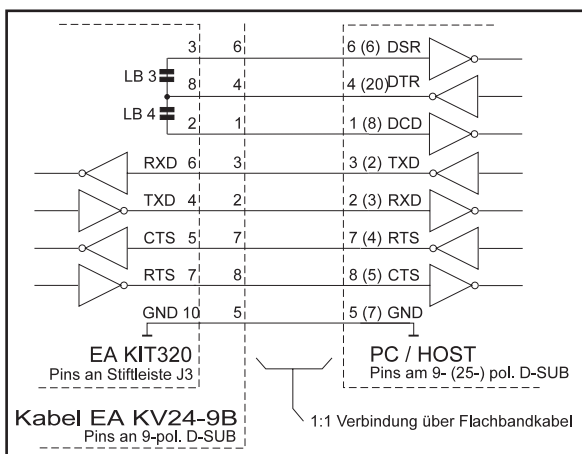 3 6 6 (6) DSR
LB 3
8 4 4 (20) DTR
LB 4
2 1 1 (8) DCD
RXD 6 3 3 (2) TXD
TXD 4 2 2 (3) RXD
CTS 5 7 7 (4) RTS
RTS 7 8 8 (5) CTS
GND 10 5 5 (7) GND
EA KIT320
Pins an Stiftleiste J3
PC / HOST
Pins am 9- (25-) pol. D-SUB
Kabel EA KV24-9B
Pins an 9-pol. D-SUB
1:1 Verbindung über Flachbandkabel